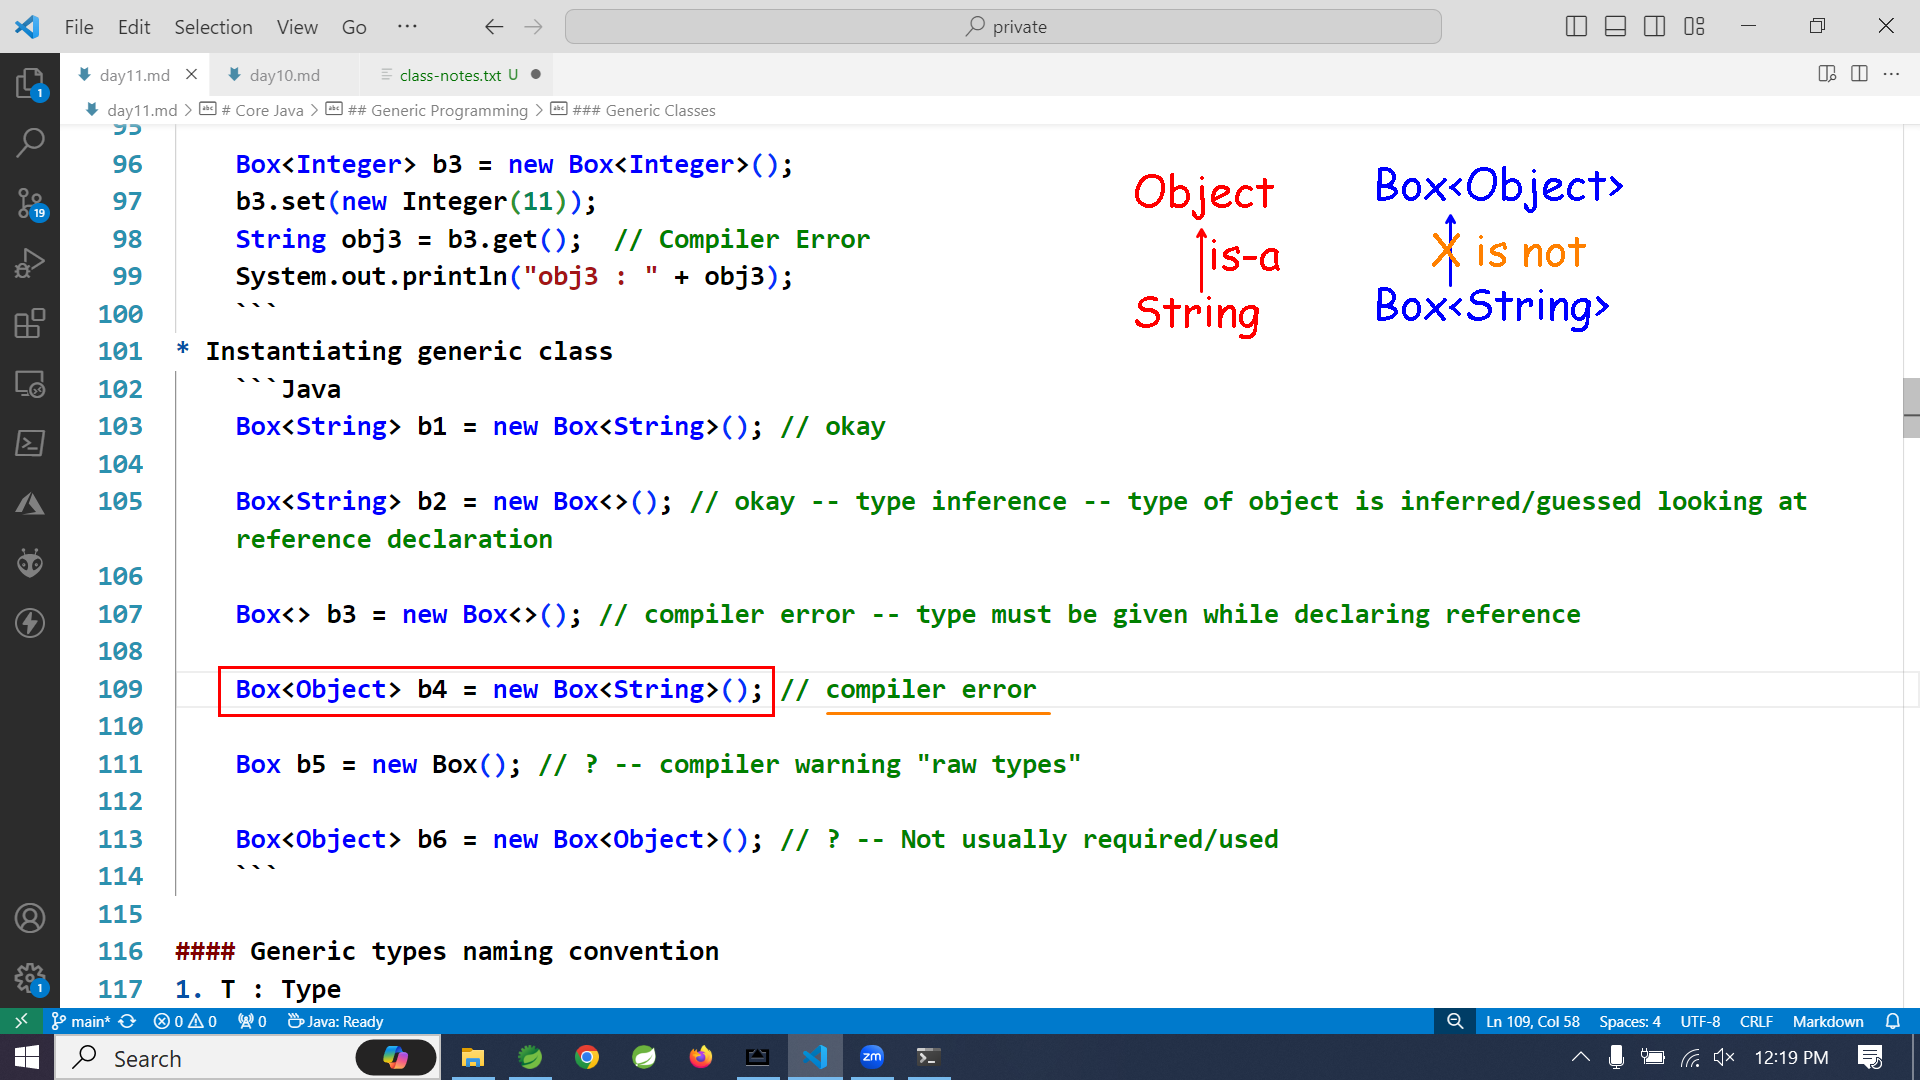 File Edit Selection View Go ··· private
day11.md day10.md class-notes.txt U
day11.md > # Core Java > ## Generic Programming > ### Generic Classes
95
96 Box<Integer> b3 = new Box<Integer>();
97 b3.set(new Integer(11));
98 String obj3 = b3.get();  // Compiler Error
99 System.out.println("obj3 : " + obj3);
100 ```
101 * Instantiating generic class
102 ```Java
103 Box<String> b1 = new Box<String>(); // okay
104
105 Box<String> b2 = new Box<>(); // okay -- type inference -- type of object is inferred/guessed looking at
reference declaration
106
107 Box<> b3 = new Box<>(); // compiler error -- type must be given while declaring reference
108
109 Box<Object> b4 = new Box<String>(); // compiler error
110
111 Box b5 = new Box(); // ? -- compiler warning "raw types"
112
113 Box<Object> b6 = new Box<Object>(); // ? -- Not usually required/used
114 ```
115
116 #### Generic types naming convention
117 1. T : Type
Object
is-a
String
Box<Object>
X is not
Box<String>
1
19
1
main* 0 0 0 Java: Ready Ln 109, Col 58 Spaces: 4 UTF-8 CRLF Markdown
Search zm 12:19 PM